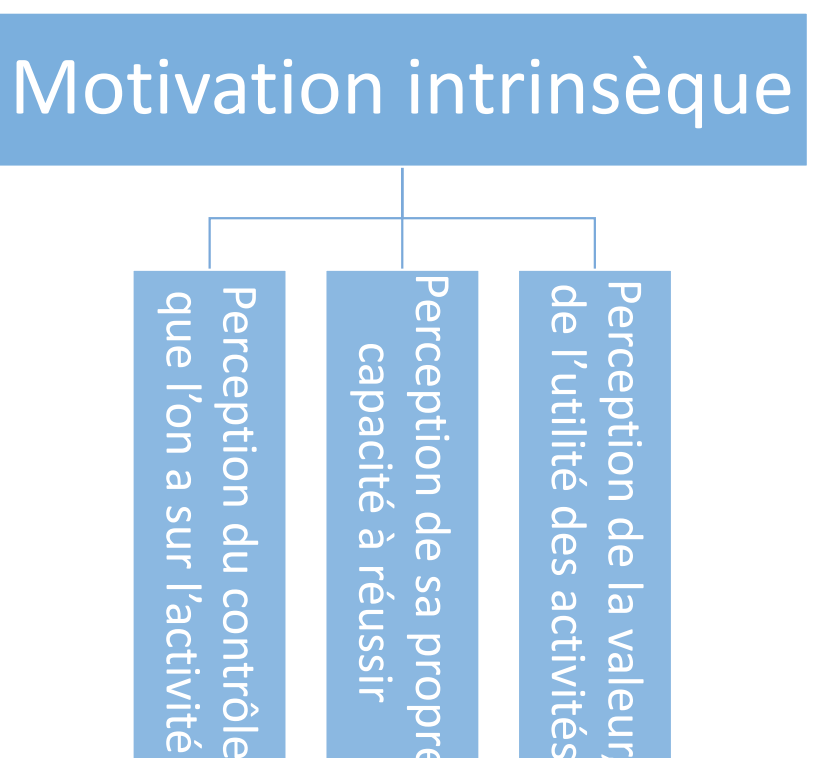 Motivation intrinsèque
Perception du contrôle
que l’on a sur l’activité
Perception de sa propre
capacité à réussir
Perception de la valeur,
de l’utilité des activités